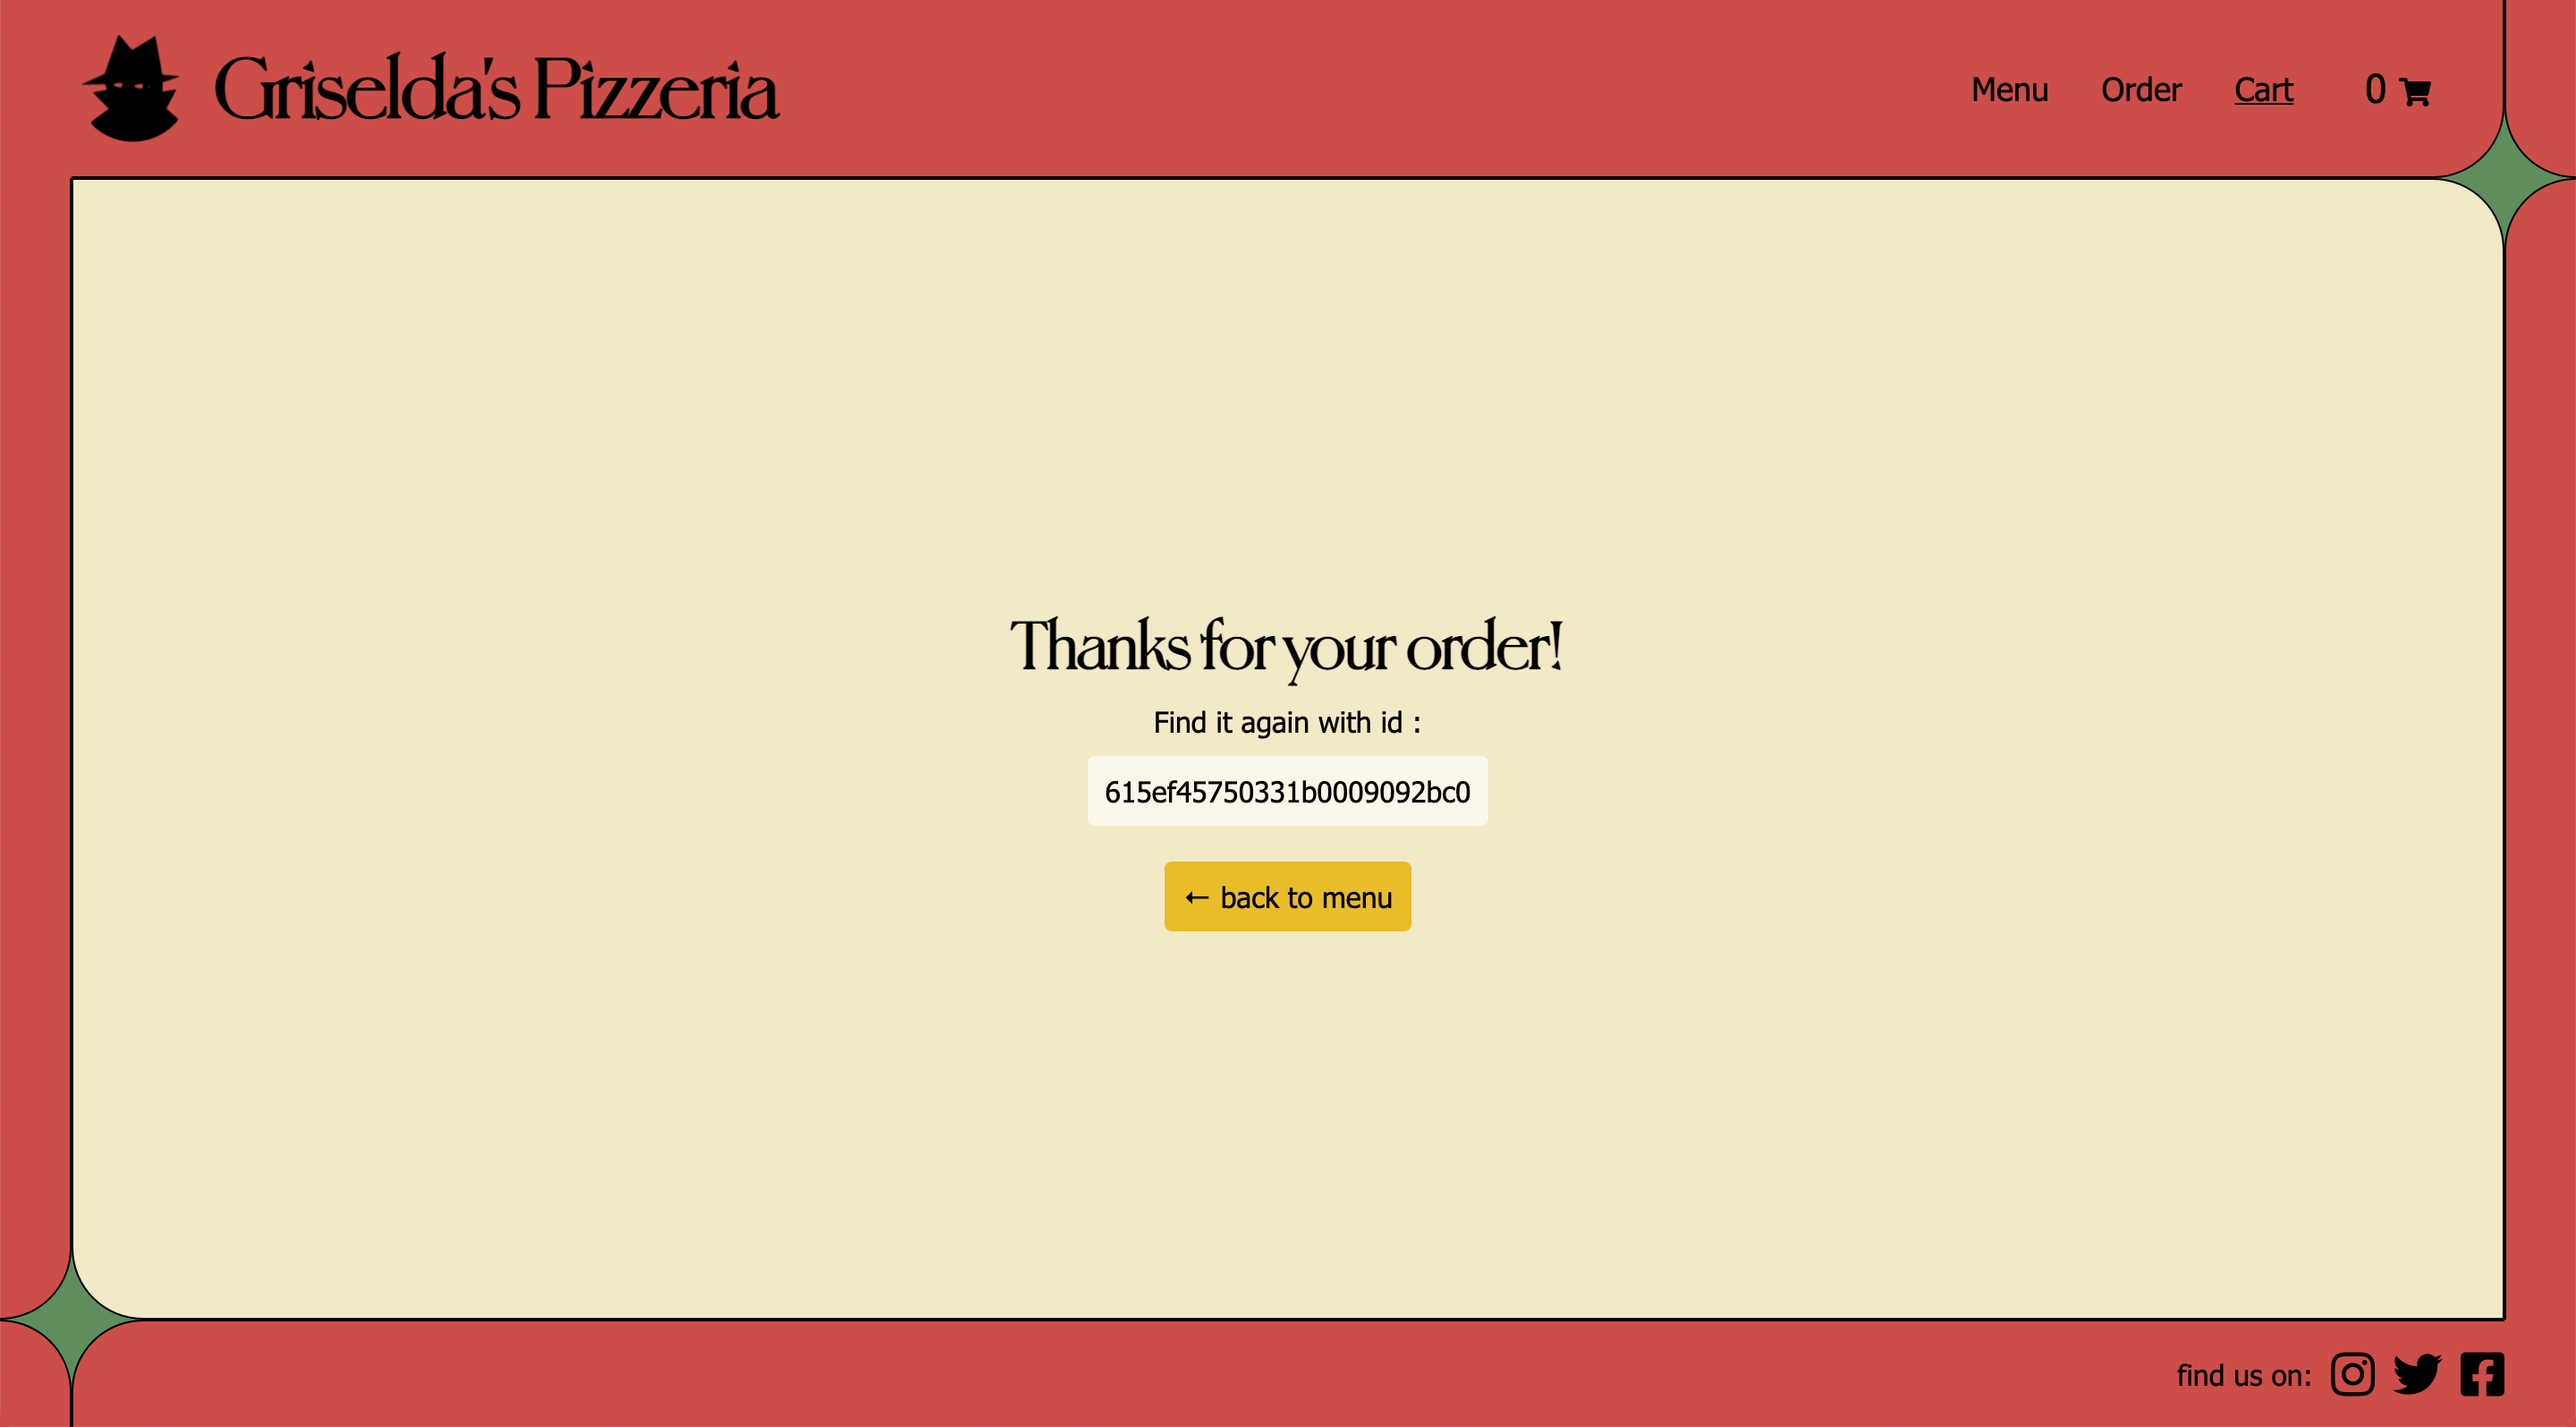 Griselda's Pizzeria
Menu Order Cart 0
Thanks for your order!
Find it again with id :
615ef45750331b0009092bc0
← back to menu
find us on: